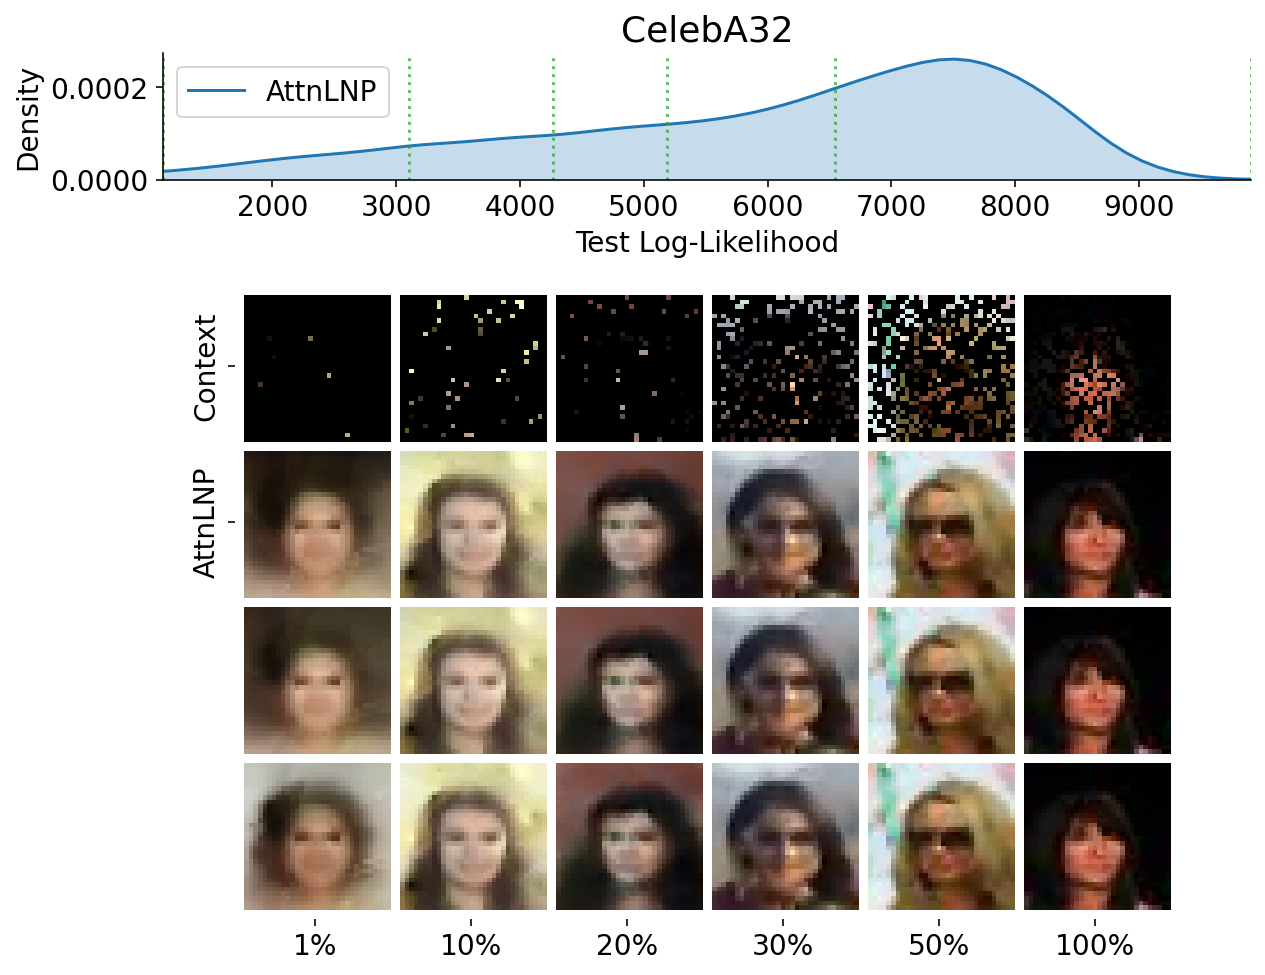 CelebA32
Density
0.0002
0.0000
AttnLNP
2000 3000 4000 5000 6000 7000 8000 9000
Test Log-Likelihood
Context
AttnLNP
1% 10% 20% 30% 50% 100%